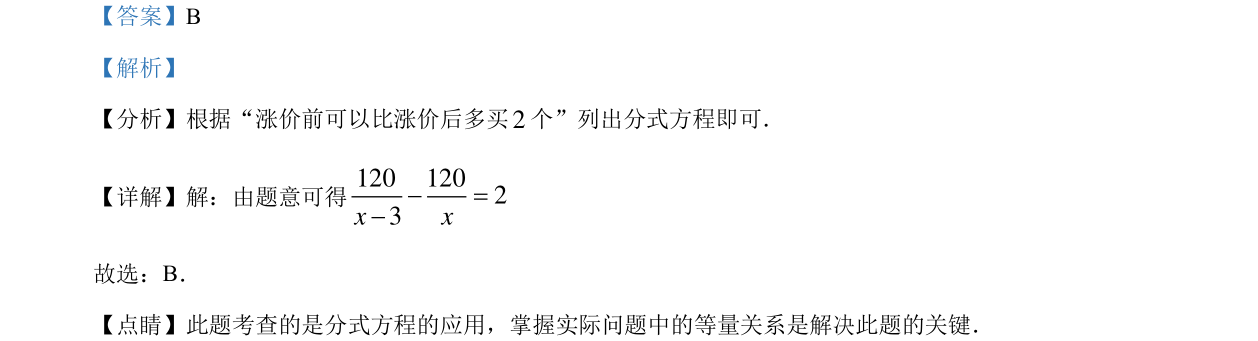 【答案】B
【解析】
【分析】根据“涨价前可以比涨价后多买2个”列出分式方程即可．
【详解】解：由题意可得$\frac{120}{x-3}-\frac{120}{x}=2$
故选：B．
【点睛】此题考查的是分式方程的应用，掌握实际问题中的等量关系是解决此题的关键．